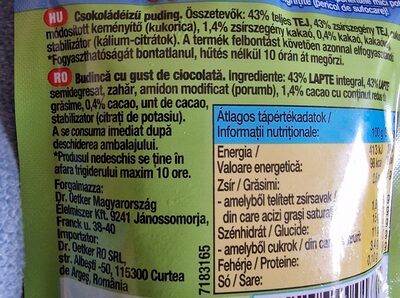 HU Csokoládéízű puding. Összetevők: 43% teljes TEJ, 43% zsírszegény
módosított keményítő (kukorica), 1,4% zsírszegény kakaó, 0,4% kakaó, kakaó
stabilizátor (kálium-citrátok). A termék felbontást követően azonnal elfogyasztandó
*Fogyaszthatóságát bontatlanul, hűtés nélkül 10 órán át megőrzi.
RO Budincă cu gust de ciocolată. Ingrediente: 43% LAPTE integral, 43% LAPTE
semidegresat, zahăr, amidon modificat (porumb), 1,4% cacao cu conținut redus
grăsime, 0,4% cacao, unt de cacao,
stabilizator (citrați de potasiu).
A se consuma imediat după
deschiderea ambalajului.
*Produsul nedeschis se ține în
afara frigiderului maxim 10 ore.
Forgalmazza:
Dr. Oetker Magyarország
Élelmiszer Kft. 9241 Jánossomorja,
Franck u. 38-40
Importator:
Dr. Oetker RO SRL,
str. Albești -50, 115300 Curtea
de Argeș, România
7183165
Átlagos tápértékadatok /
Informații nutriționale:
100 g
Energia /
Valoare energetică:
413 kJ
98 kcal
Zsír / Grăsimi:
- amelyből telített zsírsavak /
din care acizi grași saturați
Szénhidrát / Glucide:
- amelyből cukrok / din care
Fehérje / Proteine:
Só / Sare: